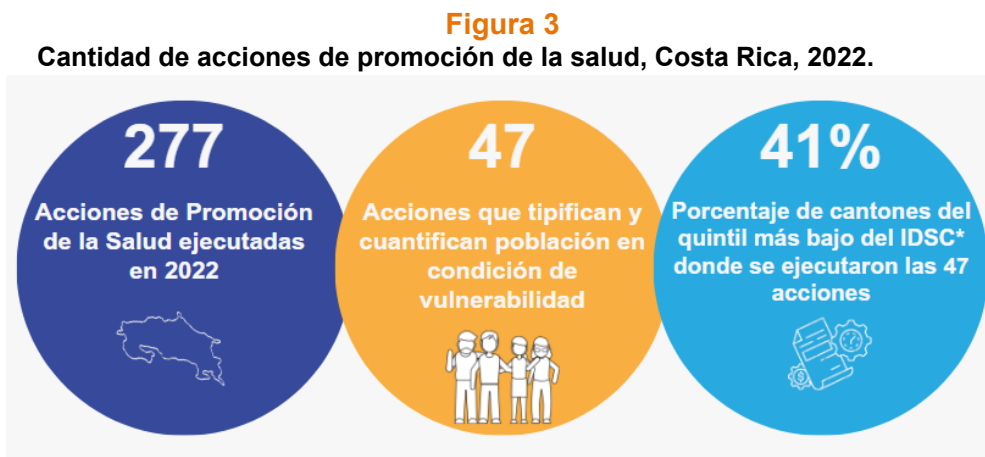 Figura 3
Cantidad de acciones de promoción de la salud, Costa Rica, 2022.
277
Acciones de Promoción
de la Salud ejecutadas
en 2022
47
Acciones que tipifican y
cuantifican población en
condición de
vulnerabilidad
41%
Porcentaje de cantones del
quintil más bajo del IDSC*
donde se ejecutaron las 47
acciones